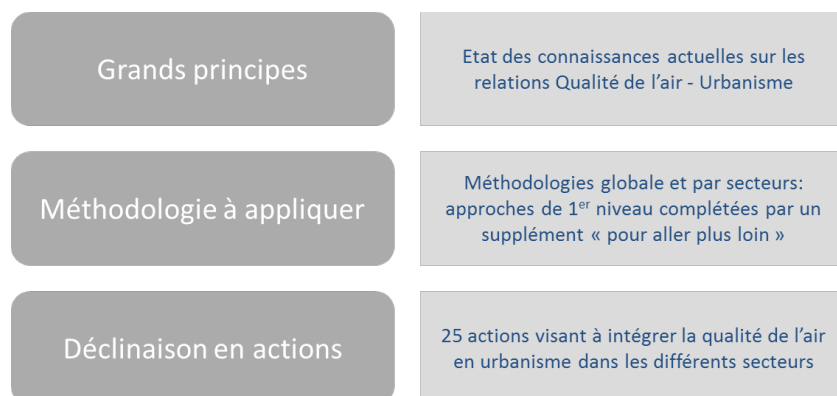 Grands principes
Etat des connaissances actuelles sur les
relations Qualité de l’air - Urbanisme
Méthodologie à appliquer
Méthodologies globale et par secteurs:
approches de 1er niveau complétées par un
supplément « pour aller plus loin »
Déclinaison en actions
25 actions visant à intégrer la qualité de l’air
en urbanisme dans les différents secteurs